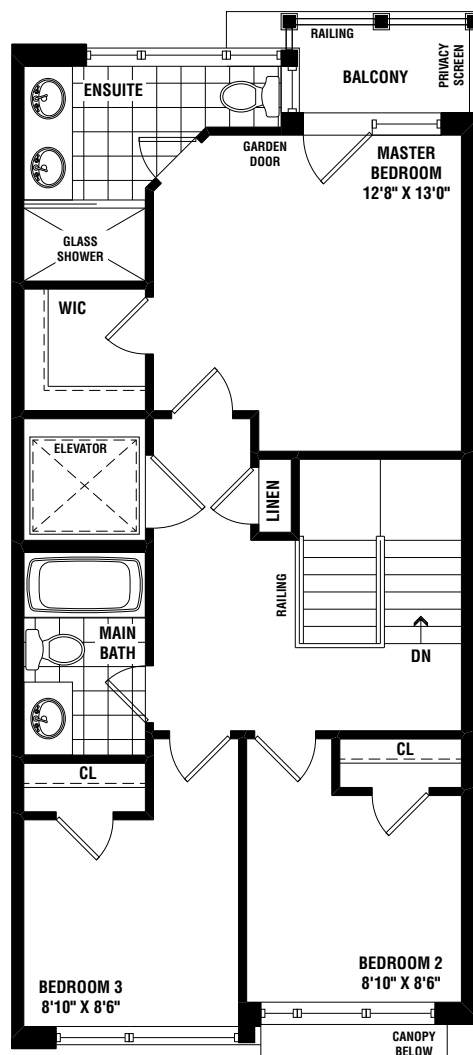 RAILING
PRIVACY
SCREEN
BALCONY
ENSUITE
GARDEN
DOOR
MASTER
BEDROOM
12'8" X 13'0"
GLASS
SHOWER
WIC
ELEVATOR
LINEN
RAILING
MAIN
BATH
DN
CL
CL
BEDROOM 3
8'10" X 8'6"
BEDROOM 2
8'10" X 8'6"
CANOPY
BELOW